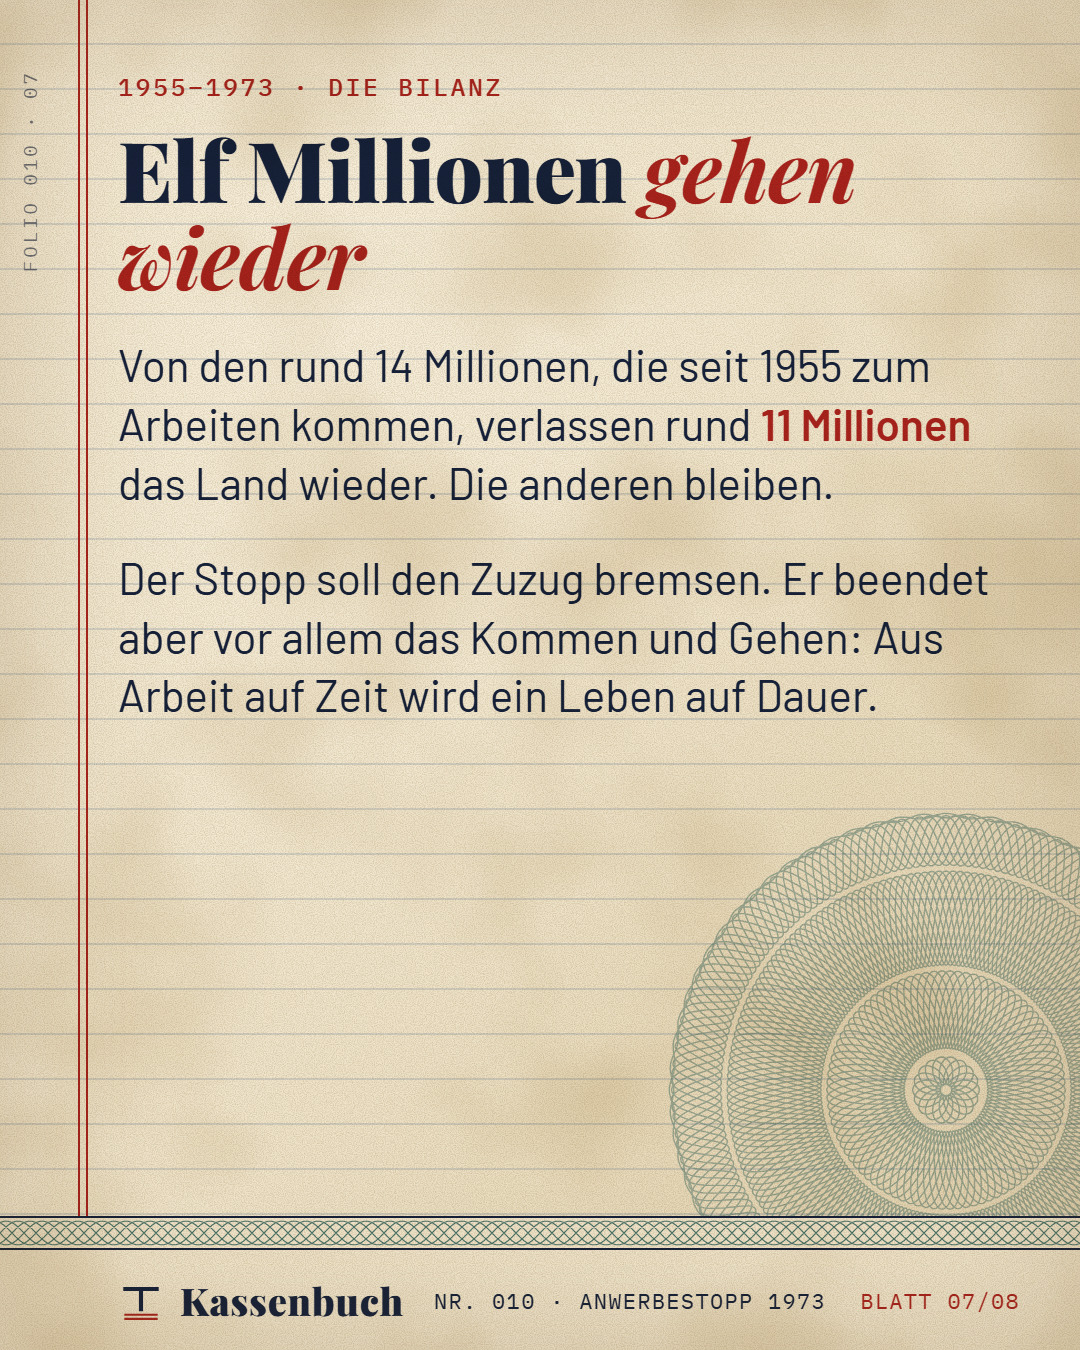 FOLIO 010 · 07
1955–1973 · DIE BILANZ
Elf Millionen gehen
wieder
Von den rund 14 Millionen, die seit 1955 zum
Arbeiten kommen, verlassen rund 11 Millionen
das Land wieder. Die anderen bleiben.
Der Stopp soll den Zuzug bremsen. Er beendet
aber vor allem das Kommen und Gehen: Aus
Arbeit auf Zeit wird ein Leben auf Dauer.
Kassenbuch NR. 010 · ANWERBESTOPP 1973 BLATT 07/08